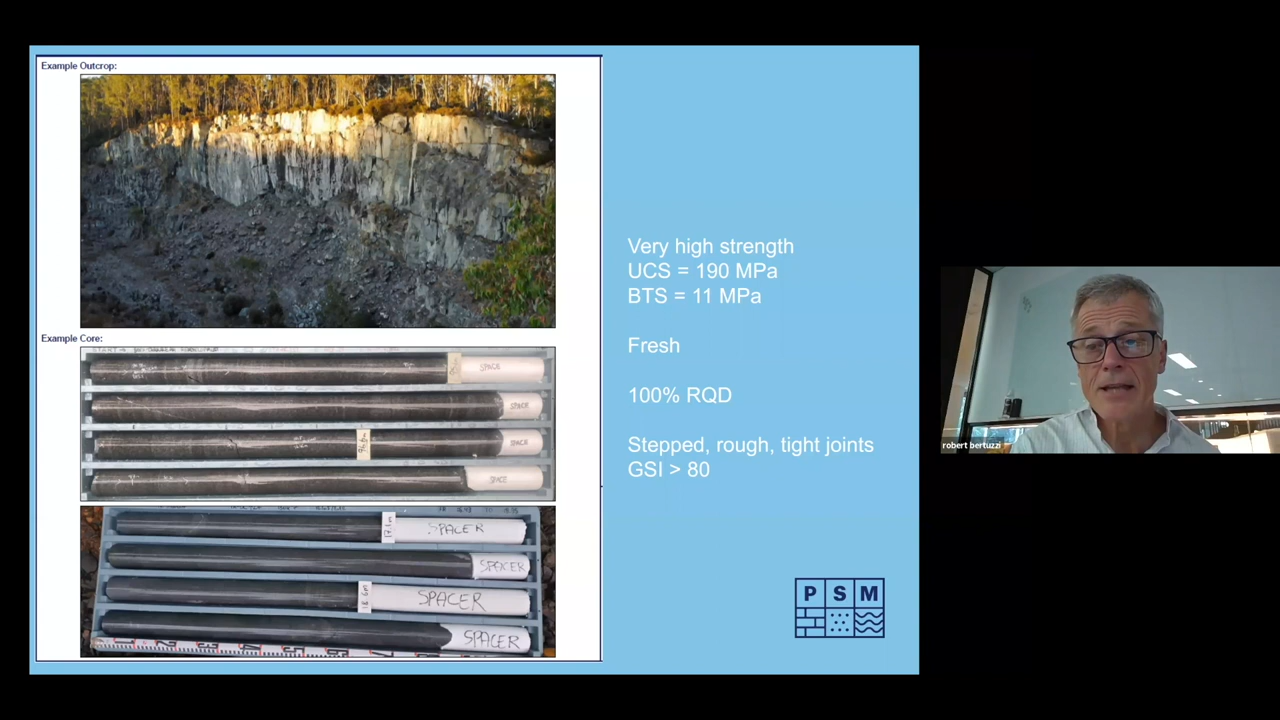 Example Outcrop:
Example Core:
SPACE
SPACE
SPACE
SPACE
SPACER
SPACER
SPACER
SPACER
Very high strength
UCS = 190 MPa
BTS = 11 MPa
Fresh
100% RQD
Stepped, rough, tight joints
GSI > 80
P S M
robert bertuzzi